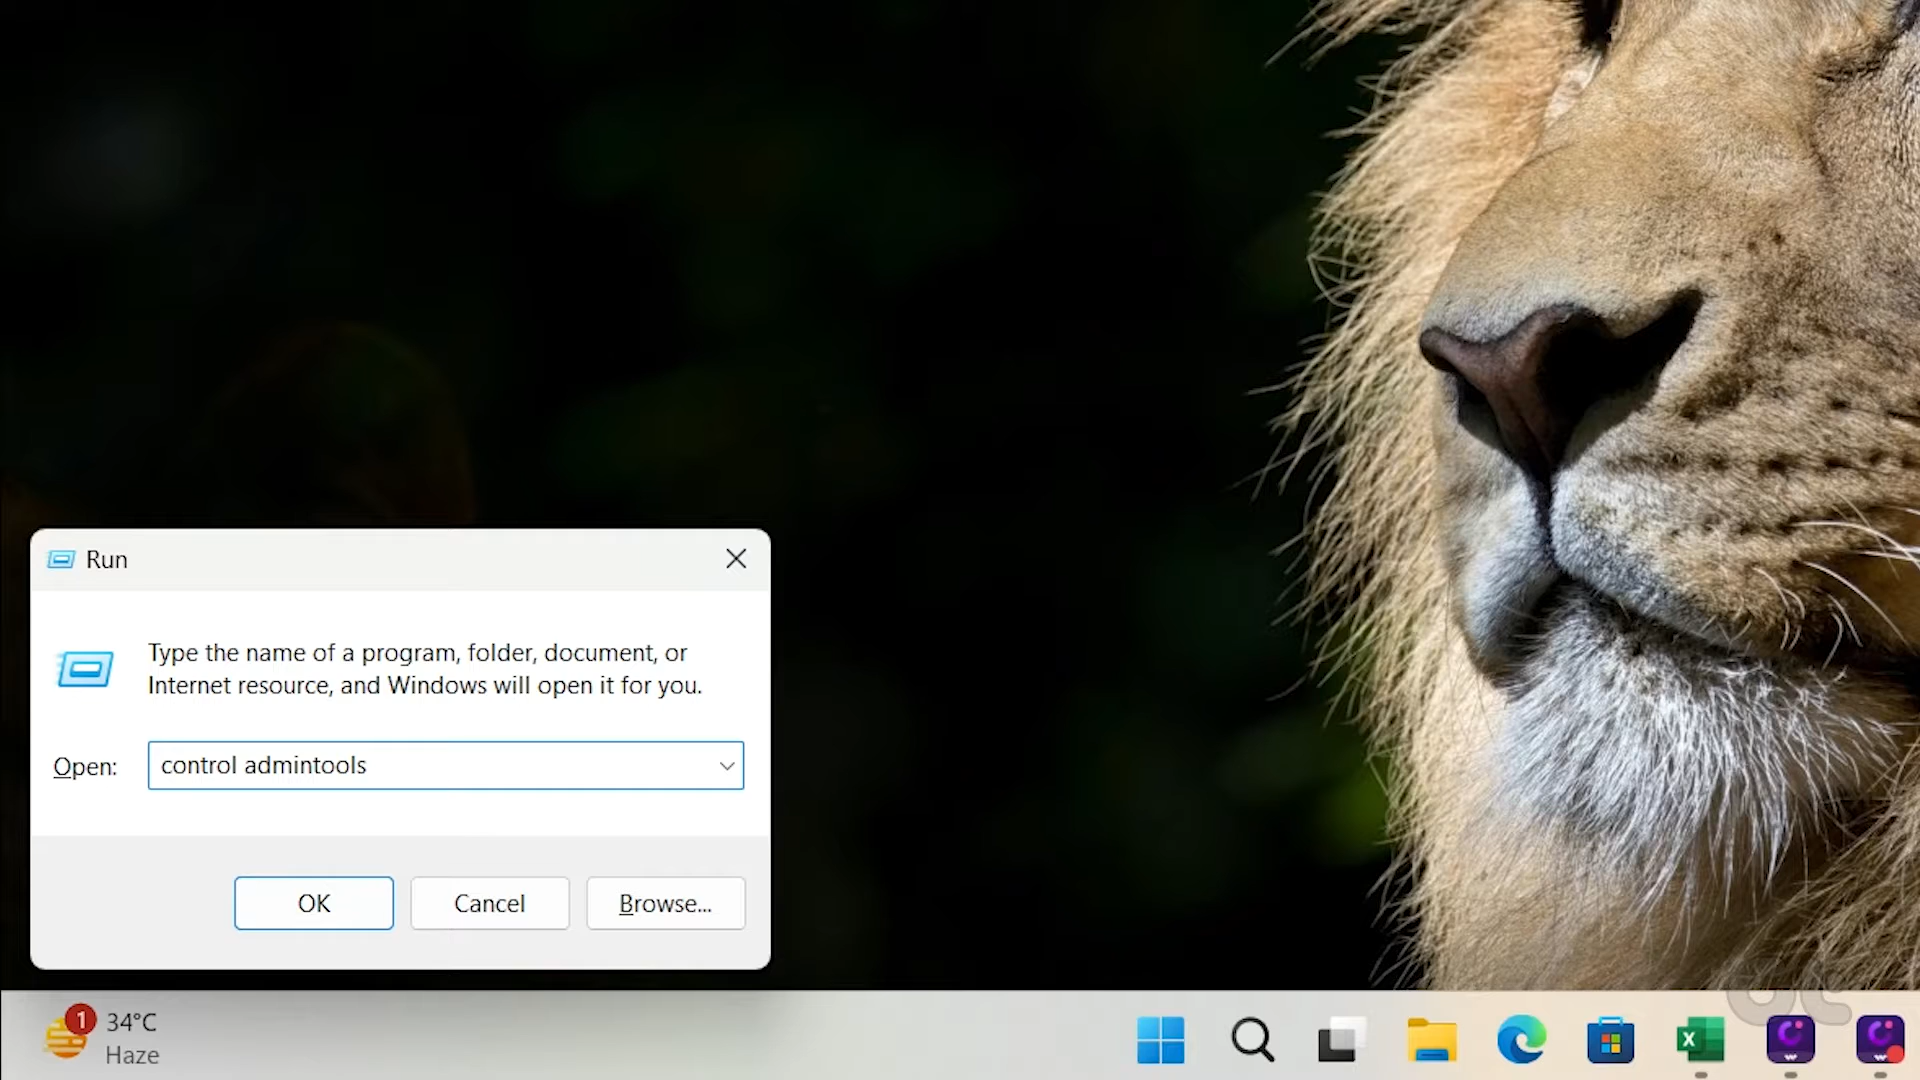 Run
Type the name of a program, folder, document, or
Internet resource, and Windows will open it for you.
Open: control admintools
OK Cancel Browse...
1 34°C
Haze